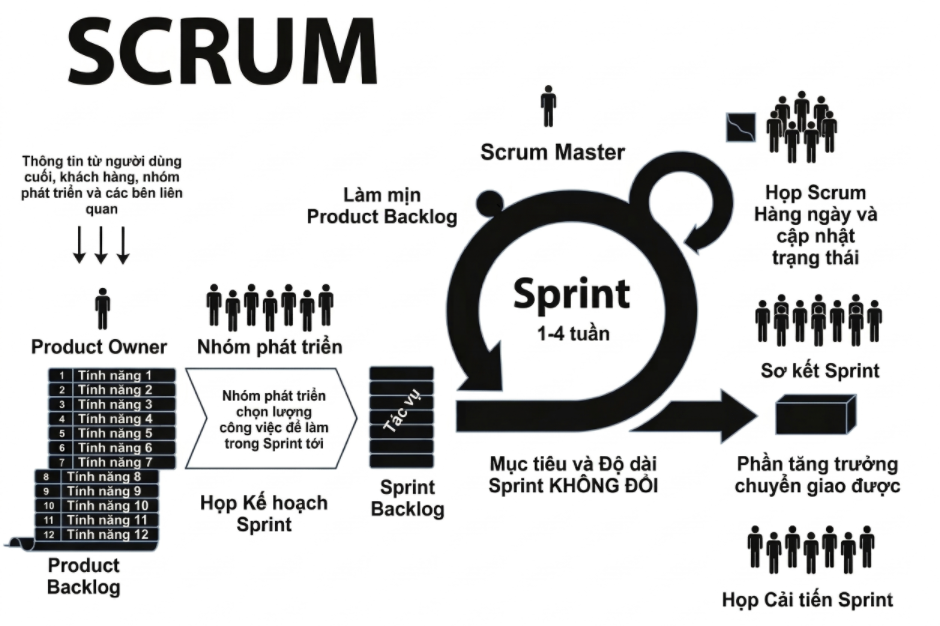 SCRUM
Thông tin từ người dùng
cuối, khách hàng, nhóm
phát triển và các bên liên
quan
Product Owner
1 Tính năng 1
2 Tính năng 2
3 Tính năng 3
4 Tính năng 4
5 Tính năng 5
6 Tính năng 6
7 Tính năng 7
8 Tính năng 8
9 Tính năng 9
10 Tính năng 10
11 Tính năng 11
12 Tính năng 12
Product
Backlog
Nhóm phát triển
Nhóm phát triển
chọn lượng
công việc để làm
trong Sprint tới
Họp Kế hoạch
Sprint
Tác vụ
Sprint
Backlog
Làm mịn
Product Backlog
Scrum Master
Sprint
1-4 tuần
Mục tiêu và Độ dài
Sprint KHÔNG ĐỔI
Họp Scrum
Hàng ngày và
cập nhật
trạng thái
Sơ kết Sprint
Phần tăng trưởng
chuyển giao được
Họp Cải tiến Sprint